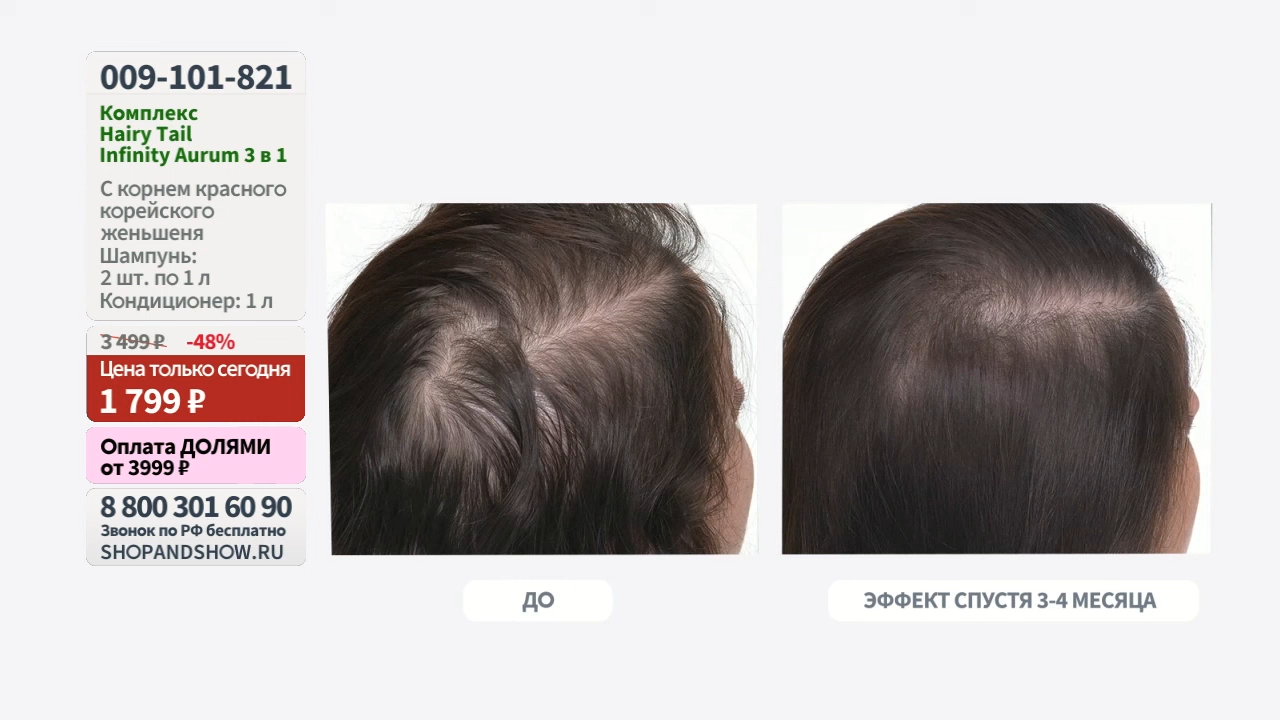 009-101-821
Комплекс
Hairy Tail
Infinity Aurum 3 в 1
С корнем красного
корейского
женьшеня
Шампунь:
2 шт. по 1 л
Кондиционер: 1 л
3 499 ₽ -48%
Цена только сегодня
1 799 ₽
Оплата ДОЛЯМИ
от 3999 ₽
8 800 301 60 90
Звонок по РФ бесплатно
SHOPANDSHOW.RU
ДО
ЭФФЕКТ СПУСТЯ 3-4 МЕСЯЦА